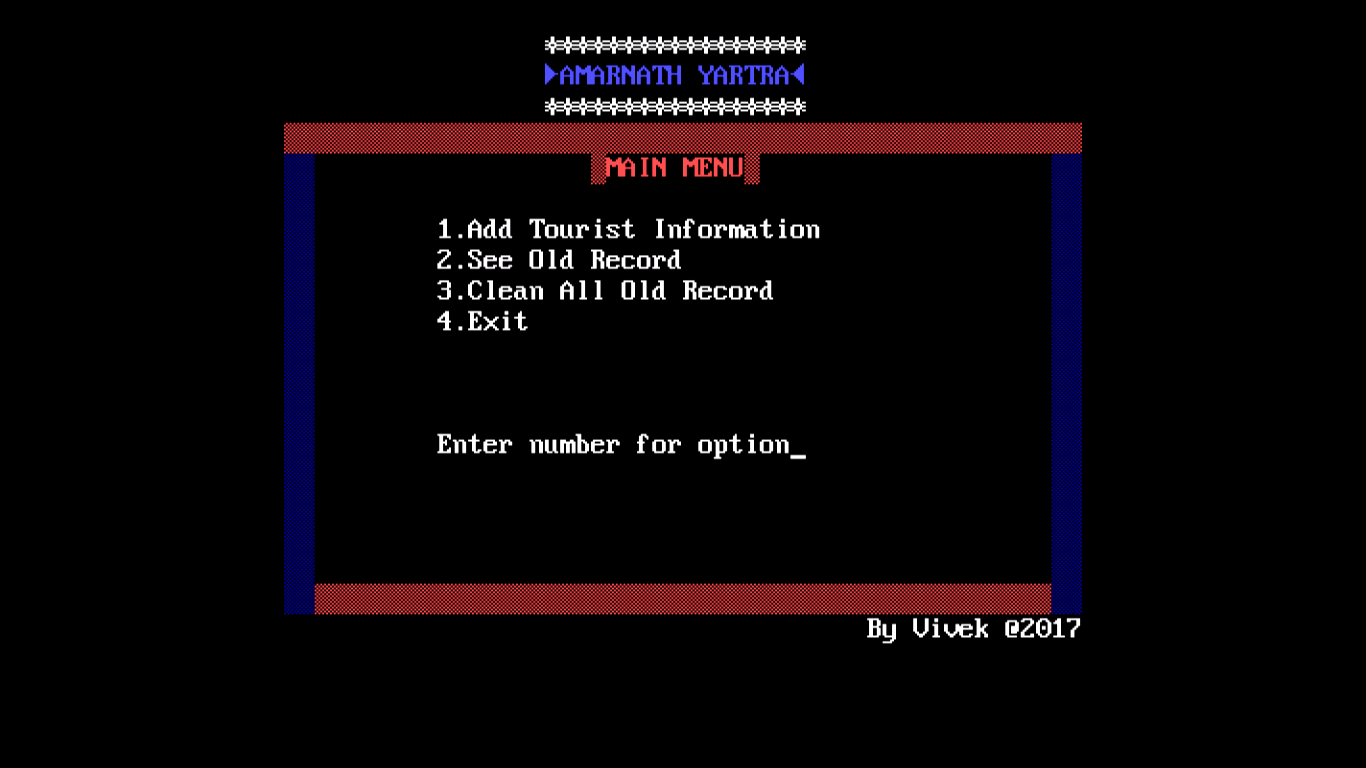 AMARNATH YARTRA
MAIN MENU
1.Add Tourist Information
2.See Old Record
3.Clean All Old Record
4.Exit
Enter number for option_
By Vivek @2017